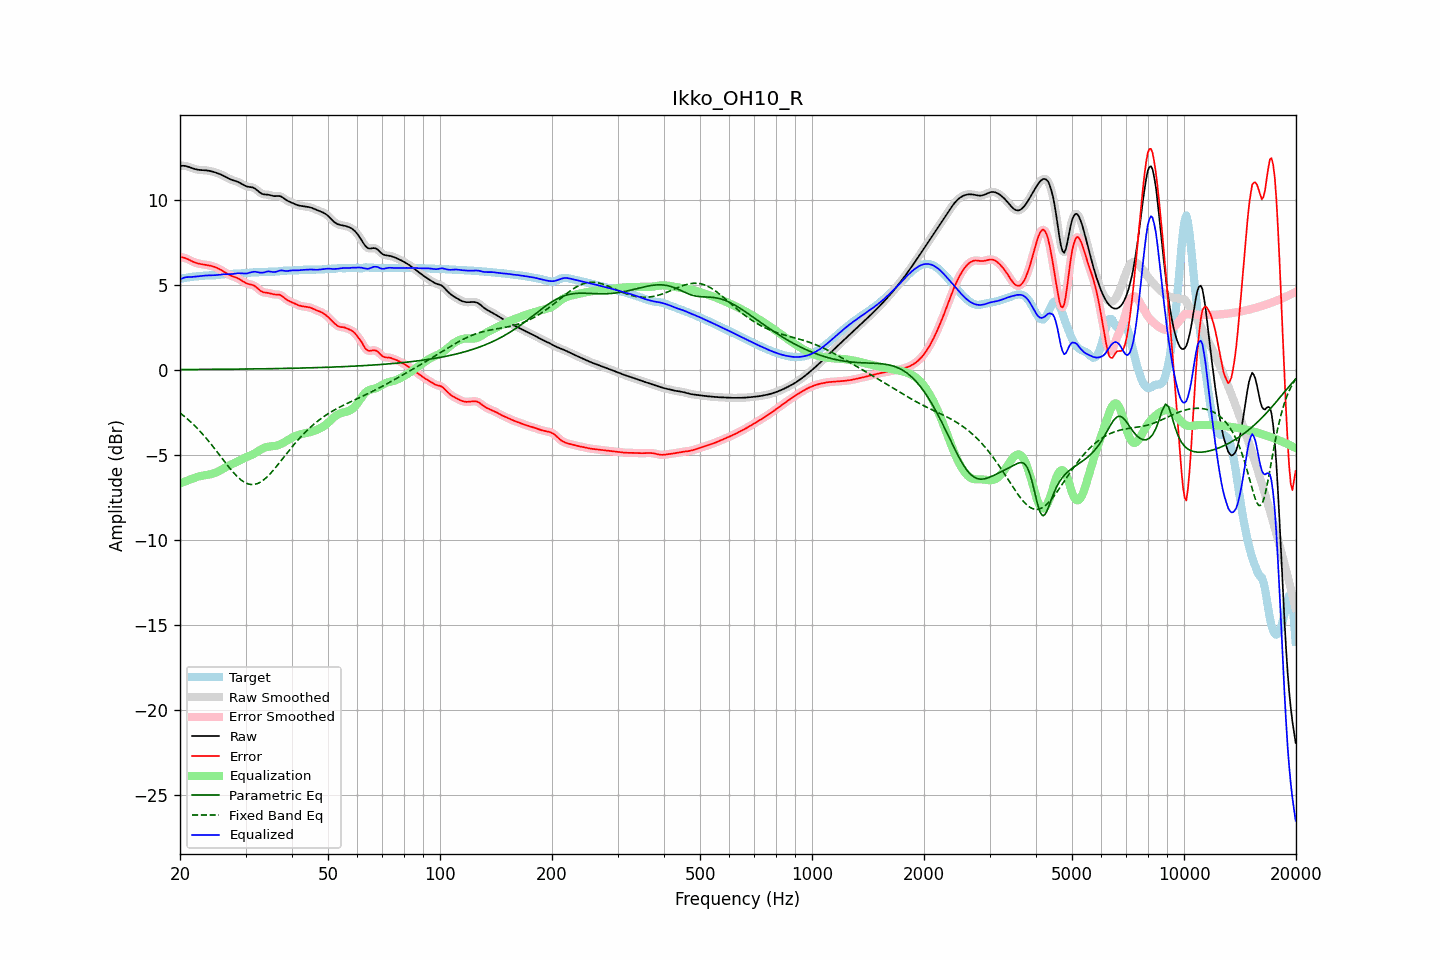 Ikko_OH10_R
Amplitude (dBr)
10
5
0
−5
−10
−15
−20
−25
Target
Raw Smoothed
Error Smoothed
Raw
Error
Equalization
Parametric Eq
Fixed Band Eq
Equalized
20 50 100 200 500 1000 2000 5000 10000 20000
Frequency (Hz)